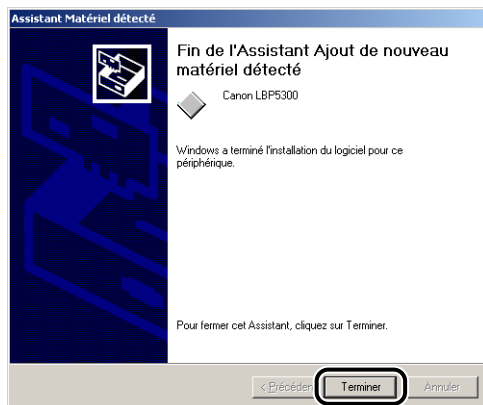 Assistant Matériel détecté
Fin de l'Assistant Ajout de nouveau
matériel détecté
Canon LBP5300
Windows a terminé l'installation du logiciel pour ce
périphérique.
Pour fermer cet Assistant, cliquez sur Terminer.
< Précéden Terminer Annuler